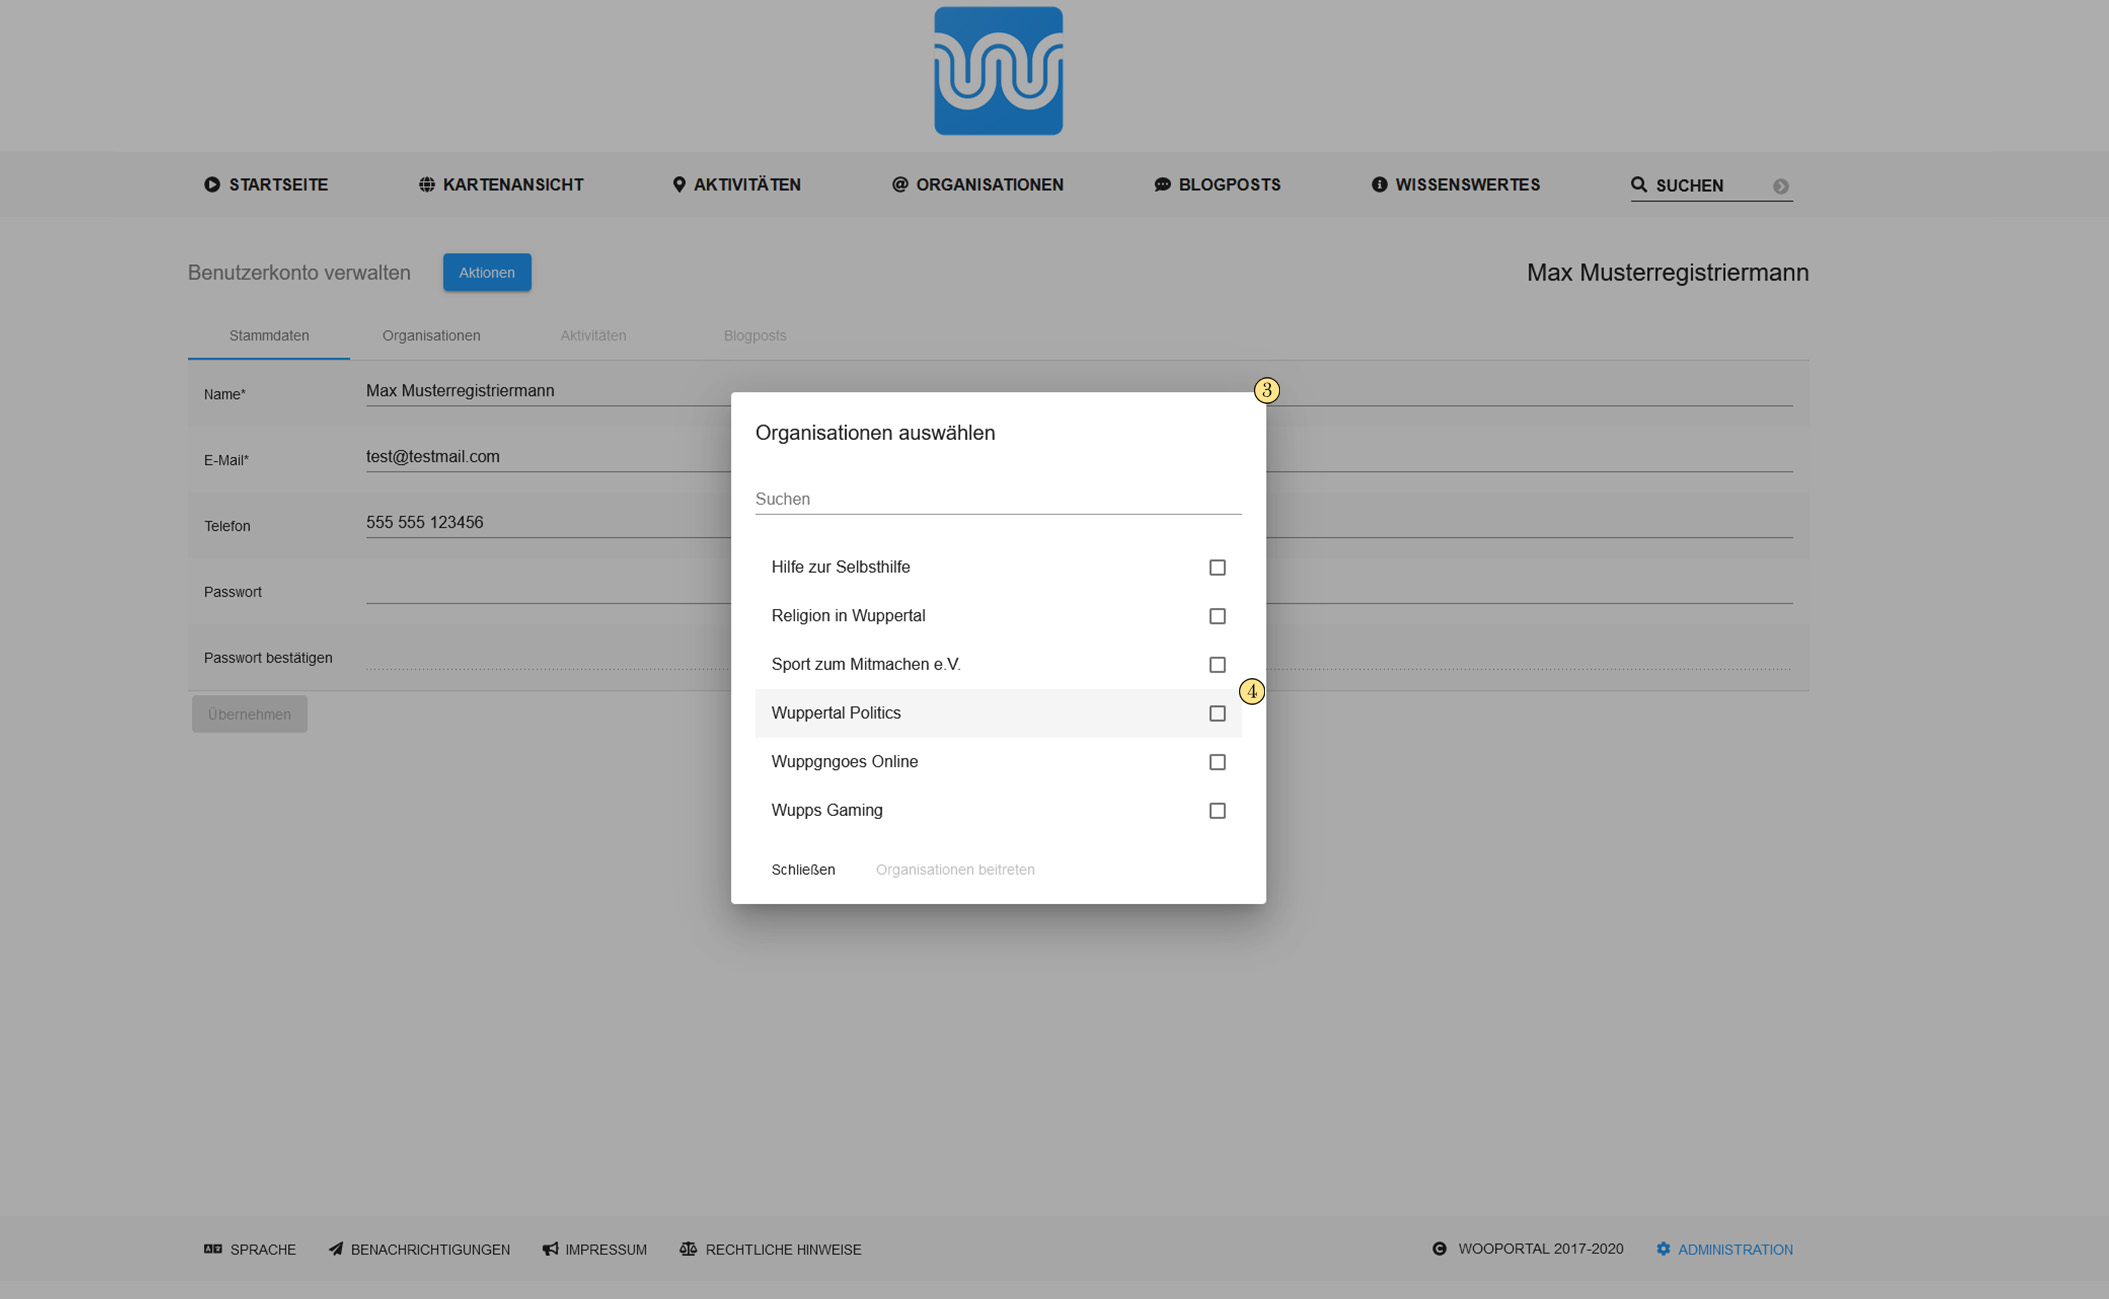 STARTSEITE KARTENANSICHT AKTIVITÄTEN ORGANISATIONEN BLOGPOSTS WISSENSWERTES SUCHEN
Benutzerkonto verwalten Aktionen Max Musterregistriermann
Stammdaten Organisationen Aktivitäten Blogposts
Name* Max Musterregistriermann
E-Mail* test@testmail.com
Telefon 555 555 123456
Passwort
Passwort bestätigen
Übernehmen
3
Organisationen auswählen
Suchen
Hilfe zur Selbsthilfe
Religion in Wuppertal
Sport zum Mitmachen e.V.
4
Wuppertal Politics
Wuppgngoes Online
Wupps Gaming
Schließen Organisationen beitreten
SPRACHE BENACHRICHTIGUNGEN IMPRESSUM RECHTLICHE HINWEISE WOOPORTAL 2017-2020 ADMINISTRATION